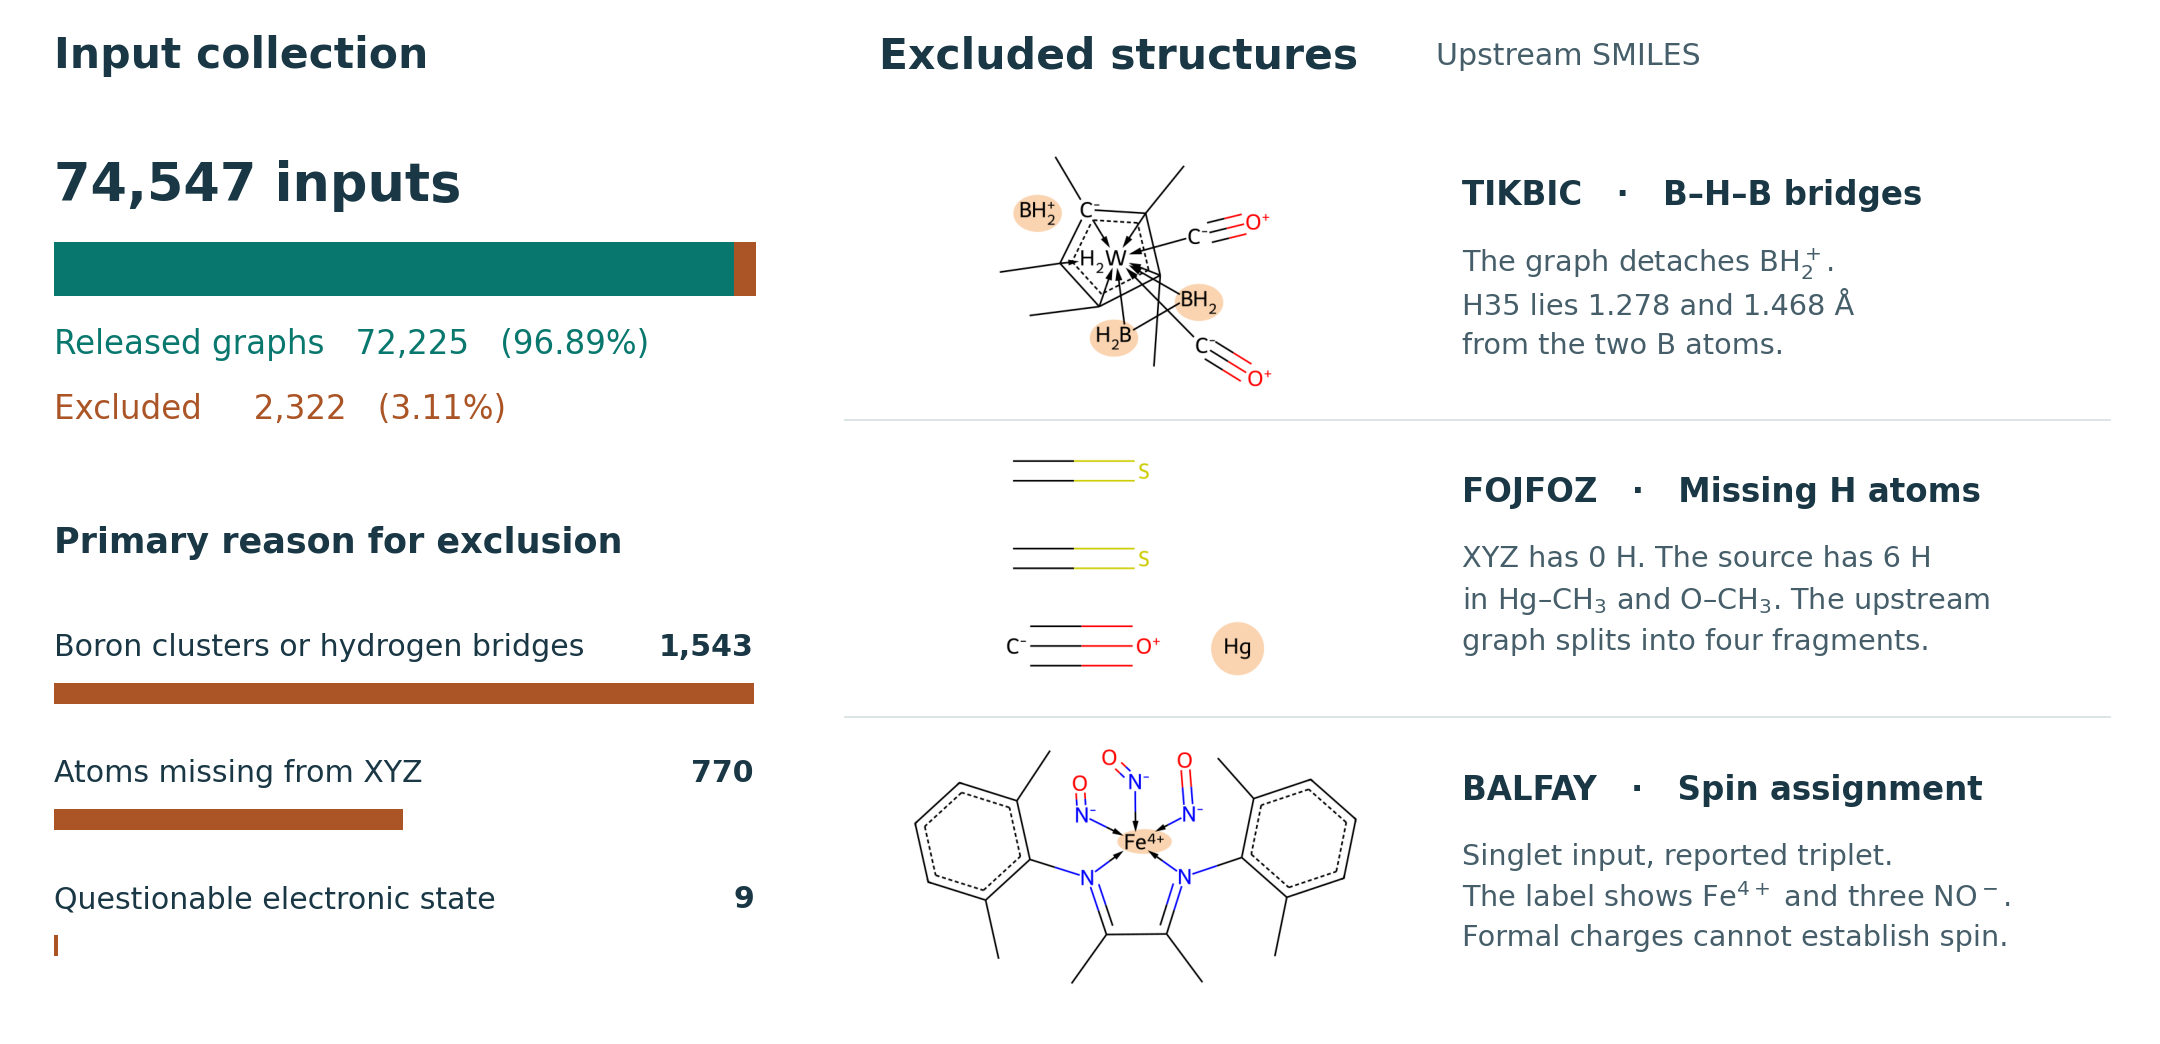 Input collection
74,547 inputs
Released graphs 72,225 (96.89%)
Excluded 2,322 (3.11%)
Primary reason for exclusion
Boron clusters or hydrogen bridges 1,543
Atoms missing from XYZ 770
Questionable electronic state 9
Excluded structures Upstream SMILES
BH₂⁺ C⁻
C⁻ O⁺
H₂W
BH₂
H₂B
C⁻
O⁺
TIKBIC · B–H–B bridges
The graph detaches BH₂⁺.
H35 lies 1.278 and 1.468 Å
from the two B atoms.
S
S
C⁻ O⁺ Hg
FOJFOZ · Missing H atoms
XYZ has 0 H. The source has 6 H
in Hg–CH₃ and O–CH₃. The upstream
graph splits into four fragments.
O O O
N⁻ N⁻ N⁻
Fe⁴⁺
N N
BALFAY · Spin assignment
Singlet input, reported triplet.
The label shows Fe⁴⁺ and three NO⁻.
Formal charges cannot establish spin.